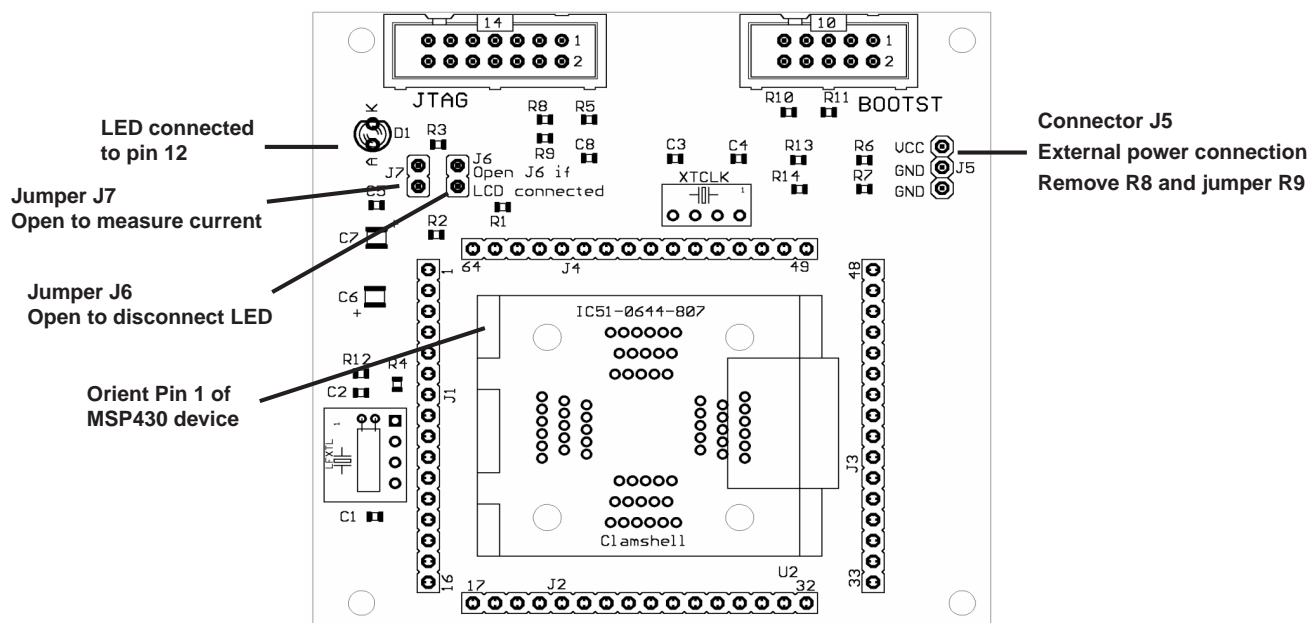 14
10
1
2
1
2
JTAG
BOOTST
R8
R5
R9
C8
R10
R11
K
D1
A
R3
LED connected
to pin 12
J7
J6
Open J6 if
LCD connected
C3
C4
XTCLK
1
R13
R14
R6
R7
VCC
GND
GND
J5
Connector J5
External power connection
Remove R8 and jumper R9
Jumper J7
Open to measure current
C5
+
C7
R2
R1
64
J4
49
1
48
Jumper J6
Open to disconnect LED
C6
+
IC51-0644-807
R12
R4
C2
J1
Orient Pin 1 of
MSP430 device
1
LFXTL
C1
J3
Clamshell
16
17
J2
U2
32
33